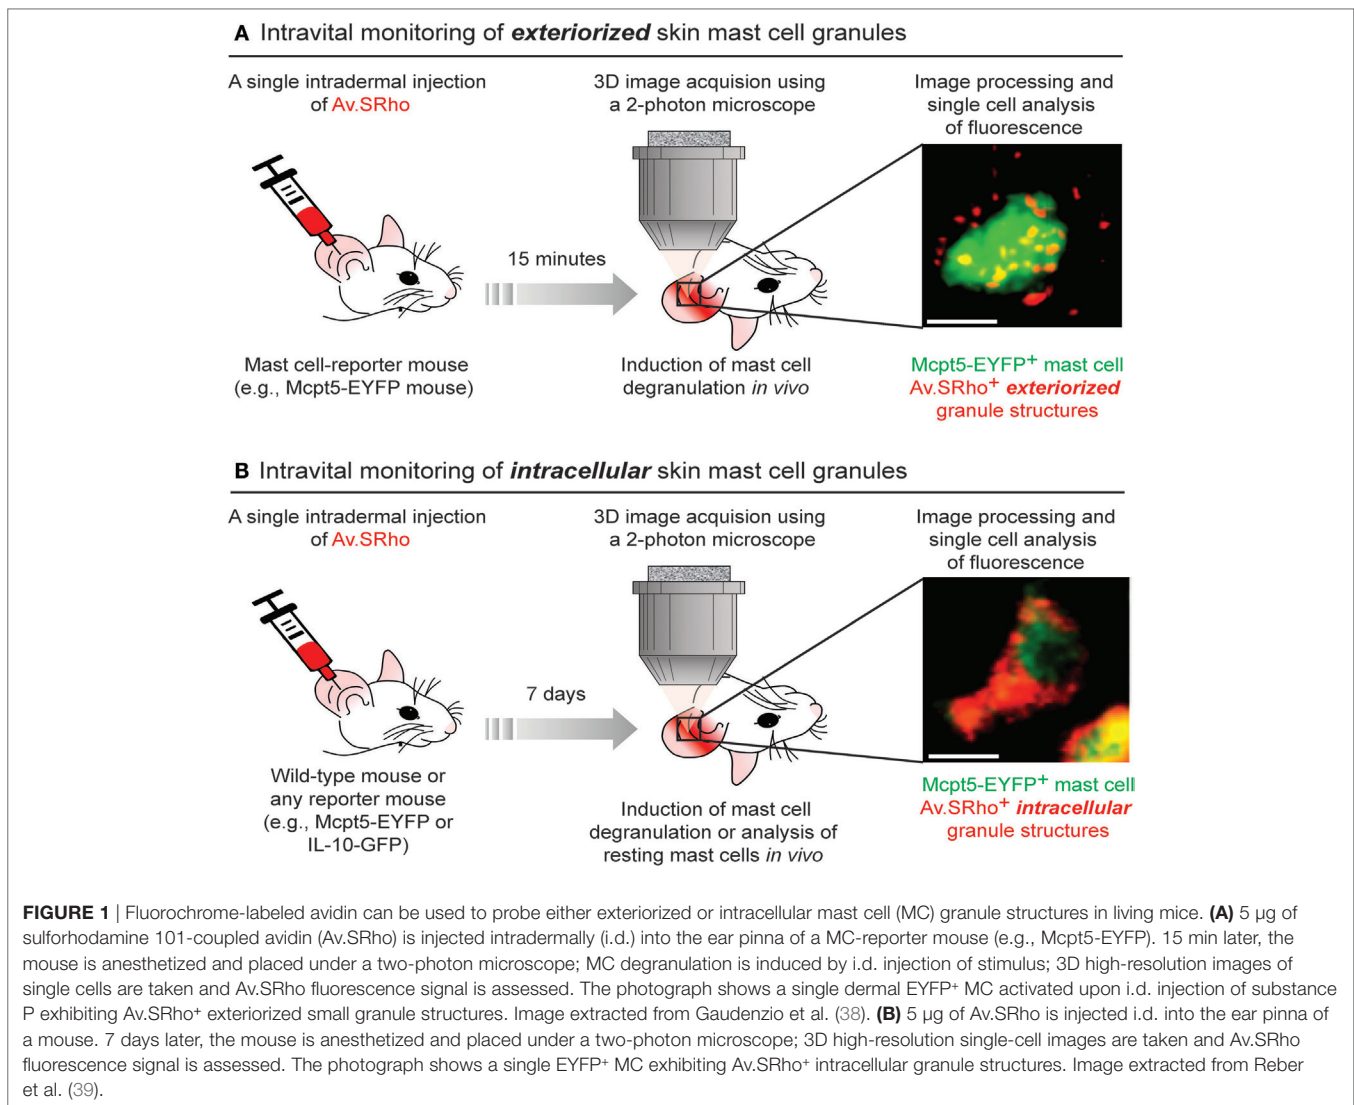 A Intravital monitoring of exteriorized skin mast cell granules
A single intradermal injection
of Av.SRho
3D image acquision using
a 2-photon microscope
Image processing and
single cell analysis
of fluorescence
15 minutes
Mast cell-reporter mouse
(e.g., Mcpt5-EYFP mouse)
Induction of mast cell
degranulation in vivo
Mcpt5-EYFP⁺ mast cell
Av.SRho⁺ exteriorized
granule structures
B Intravital monitoring of intracellular skin mast cell granules
A single intradermal injection
of Av.SRho
3D image acquision using
a 2-photon microscope
Image processing and
single cell analysis
of fluorescence
7 days
Wild-type mouse or
any reporter mouse
(e.g., Mcpt5-EYFP or
IL-10-GFP)
Induction of mast cell
degranulation or analysis of
resting mast cells in vivo
Mcpt5-EYFP⁺ mast cell
Av.SRho⁺ intracellular
granule structures
FIGURE 1 | Fluorochrome-labeled avidin can be used to probe either exteriorized or intracellular mast cell (MC) granule structures in living mice. (A) 5 µg of
sulforhodamine 101-coupled avidin (Av.SRho) is injected intradermally (i.d.) into the ear pinna of a MC-reporter mouse (e.g., Mcpt5-EYFP). 15 min later, the
mouse is anesthetized and placed under a two-photon microscope; MC degranulation is induced by i.d. injection of stimulus; 3D high-resolution images of
single cells are taken and Av.SRho fluorescence signal is assessed. The photograph shows a single dermal EYFP⁺ MC activated upon i.d. injection of substance
P exhibiting Av.SRho⁺ exteriorized small granule structures. Image extracted from Gaudenzio et al. (38). (B) 5 µg of Av.SRho is injected i.d. into the ear pinna of
a mouse. 7 days later, the mouse is anesthetized and placed under a two-photon microscope; 3D high-resolution single-cell images are taken and Av.SRho
fluorescence signal is assessed. The photograph shows a single EYFP⁺ MC exhibiting Av.SRho⁺ intracellular granule structures. Image extracted from Reber
et al. (39).